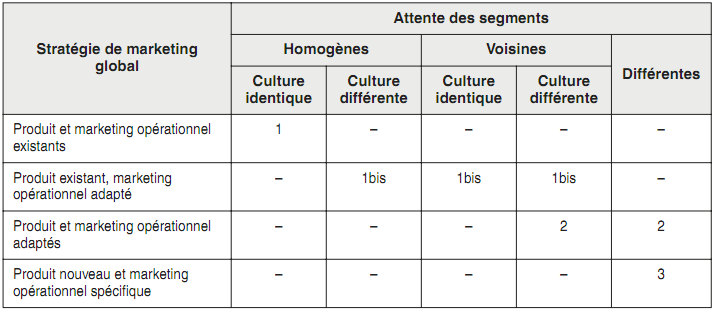 Stratégie de marketing
global
Attente des segments
Homogènes
Voisines
Différentes
Culture
identique
Culture
différente
Culture
identique
Culture
différente
Produit et marketing opérationnel
existants
1 – – – –
Produit existant, marketing
opérationnel adapté
– 1bis 1bis 1bis –
Produit et marketing opérationnel
adaptés
– – – 2 2
Produit nouveau et marketing
opérationnel spécifique
– – – – 3